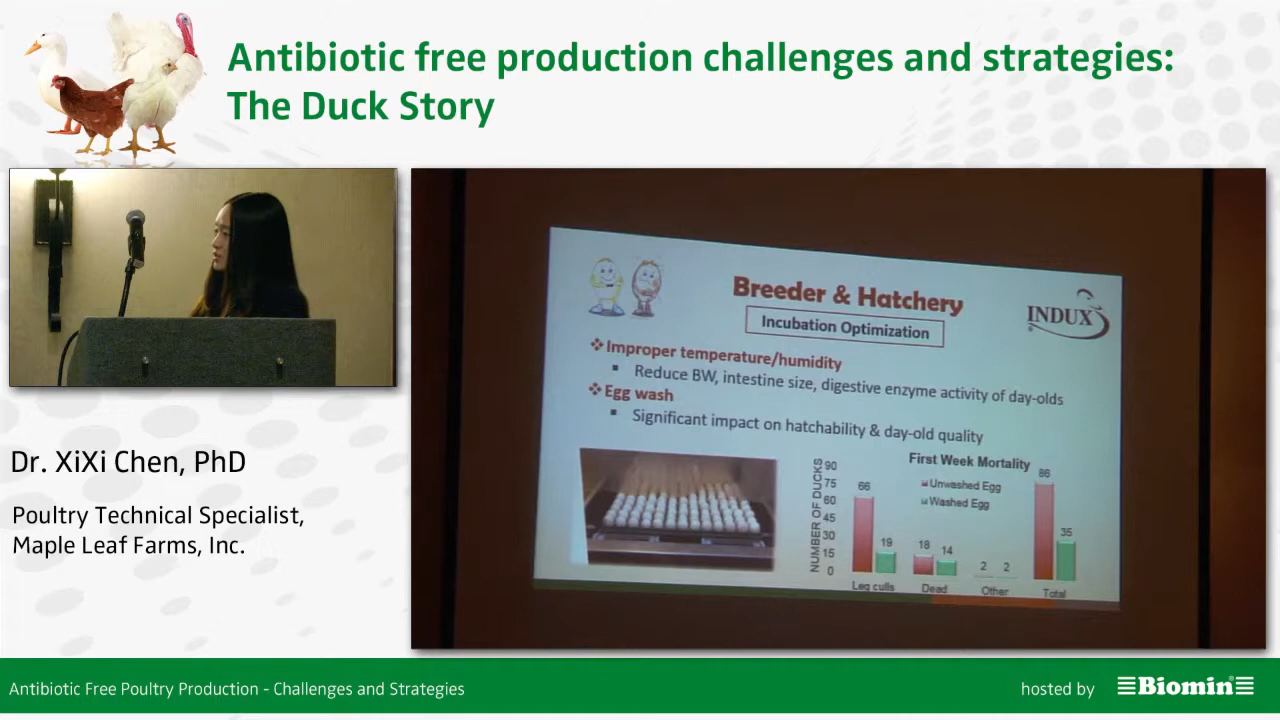 Antibiotic free production challenges and strategies:
The Duck Story
Breeder & Hatchery
INDUX
®
Incubation Optimization
Improper temperature/humidity
Reduce BW, intestine size, digestive enzyme activity of day-olds
Egg wash
Significant impact on hatchability & day-old quality
First Week Mortality
Unwashed Egg
Washed Egg
NUMBER OF DUCKS
90
75
60
45
30
15
0
66
19
18
14
2
2
86
35
Leg culls
Dead
Other
Total
Dr. XiXi Chen, PhD
Poultry Technical Specialist,
Maple Leaf Farms, Inc.
Antibiotic Free Poultry Production - Challenges and Strategies
hosted by
Biomin®